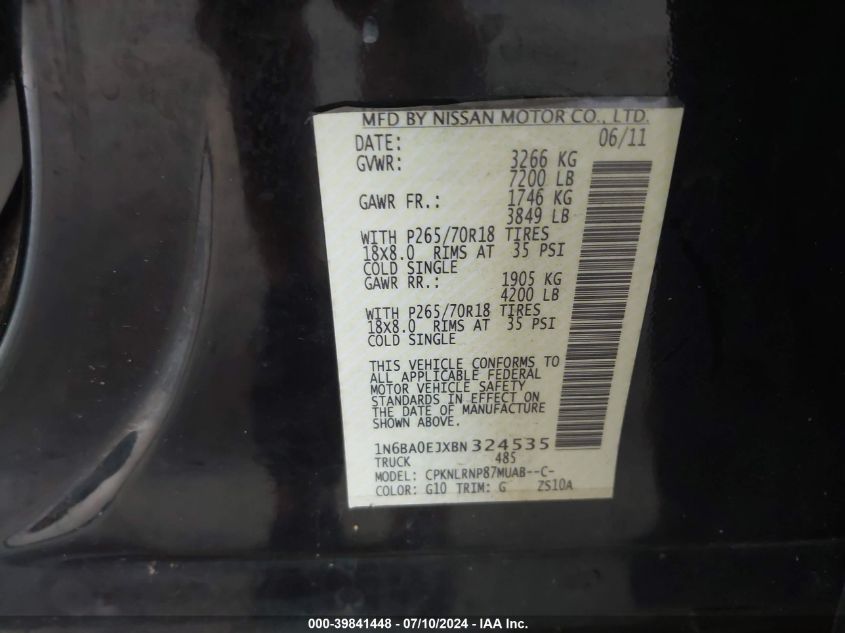 MFD BY NISSAN MOTOR CO., LTD.
DATE: 06/11
GVWR: 3266 KG
7200 LB
GAWR FR.: 1746 KG
3849 LB
WITH P265/70R18 TIRES
18x8.0 RIMS AT 35 PSI
COLD SINGLE
GAWR RR.: 1905 KG
4200 LB
WITH P265/70R18 TIRES
18x8.0 RIMS AT 35 PSI
COLD SINGLE
THIS VEHICLE CONFORMS TO
ALL APPLICABLE FEDERAL
MOTOR VEHICLE SAFETY
STANDARDS IN EFFECT ON
THE DATE OF MANUFACTURE
SHOWN ABOVE.
1N6BA0EJXBN 324535
TRUCK 485
MODEL: CPKNLRNP87MUAB--C-
COLOR: G10 TRIM: G ZS10A
000-39841448 - 07/10/2024 - IAA Inc.